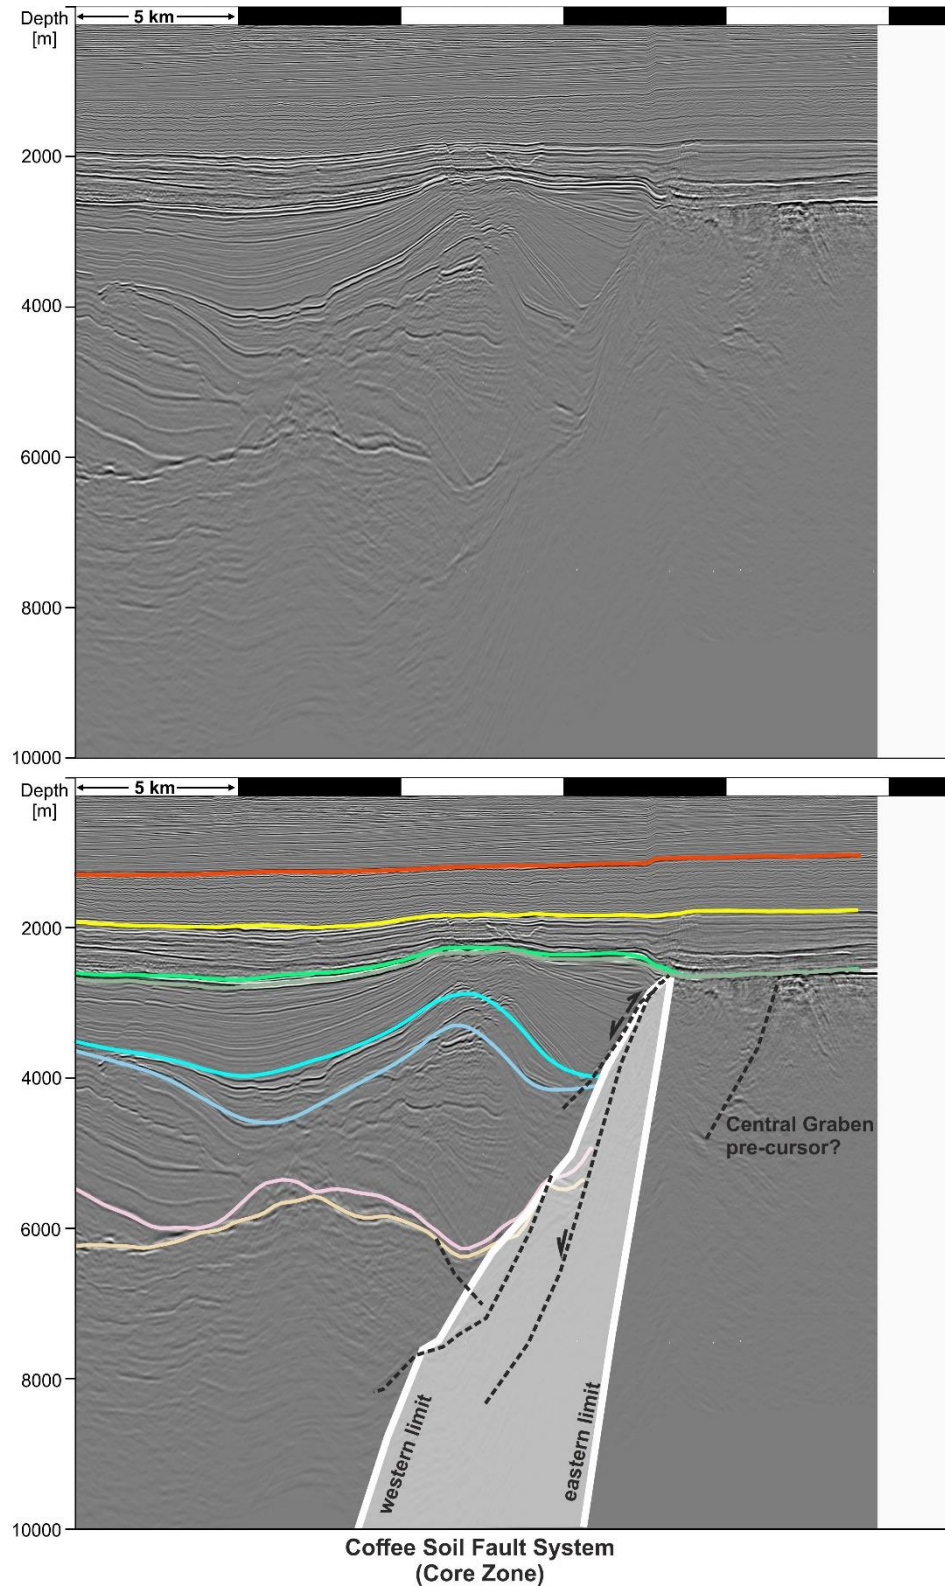 Depth
[m]
5 km
2000
4000
6000
8000
10000
Depth
[m]
5 km
2000
4000
Central Graben
pre-cursor?
6000
8000
western limit
eastern limit
10000
Coffee Soil Fault System
(Core Zone)